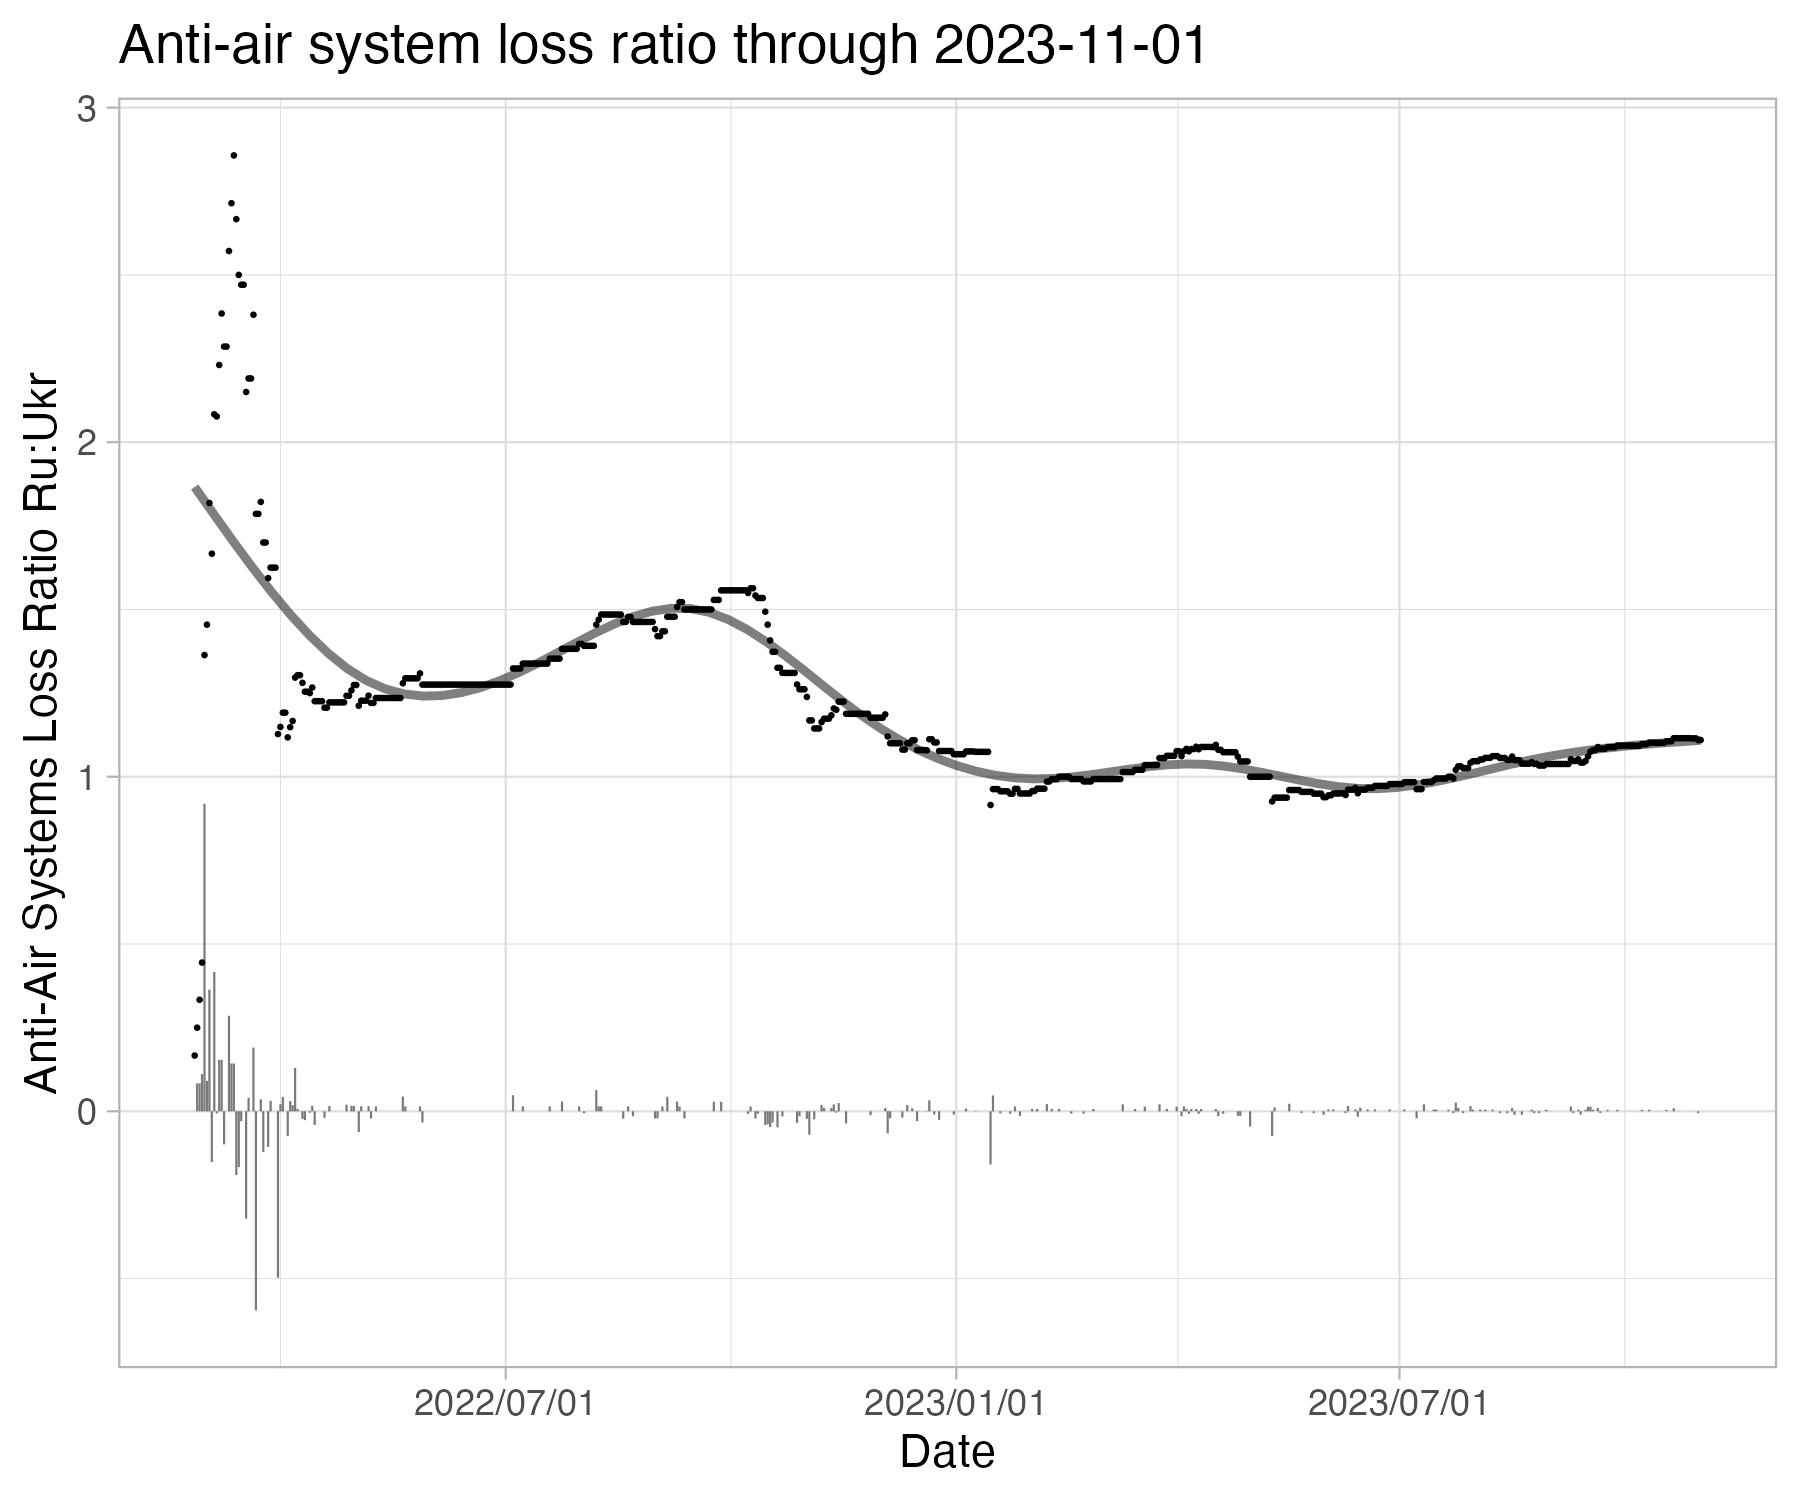 Anti-air system loss ratio through 2023-11-01
Anti-Air Systems Loss Ratio Ru:Ukr
3
2
1
0
2022/07/01
2023/01/01
2023/07/01
Date